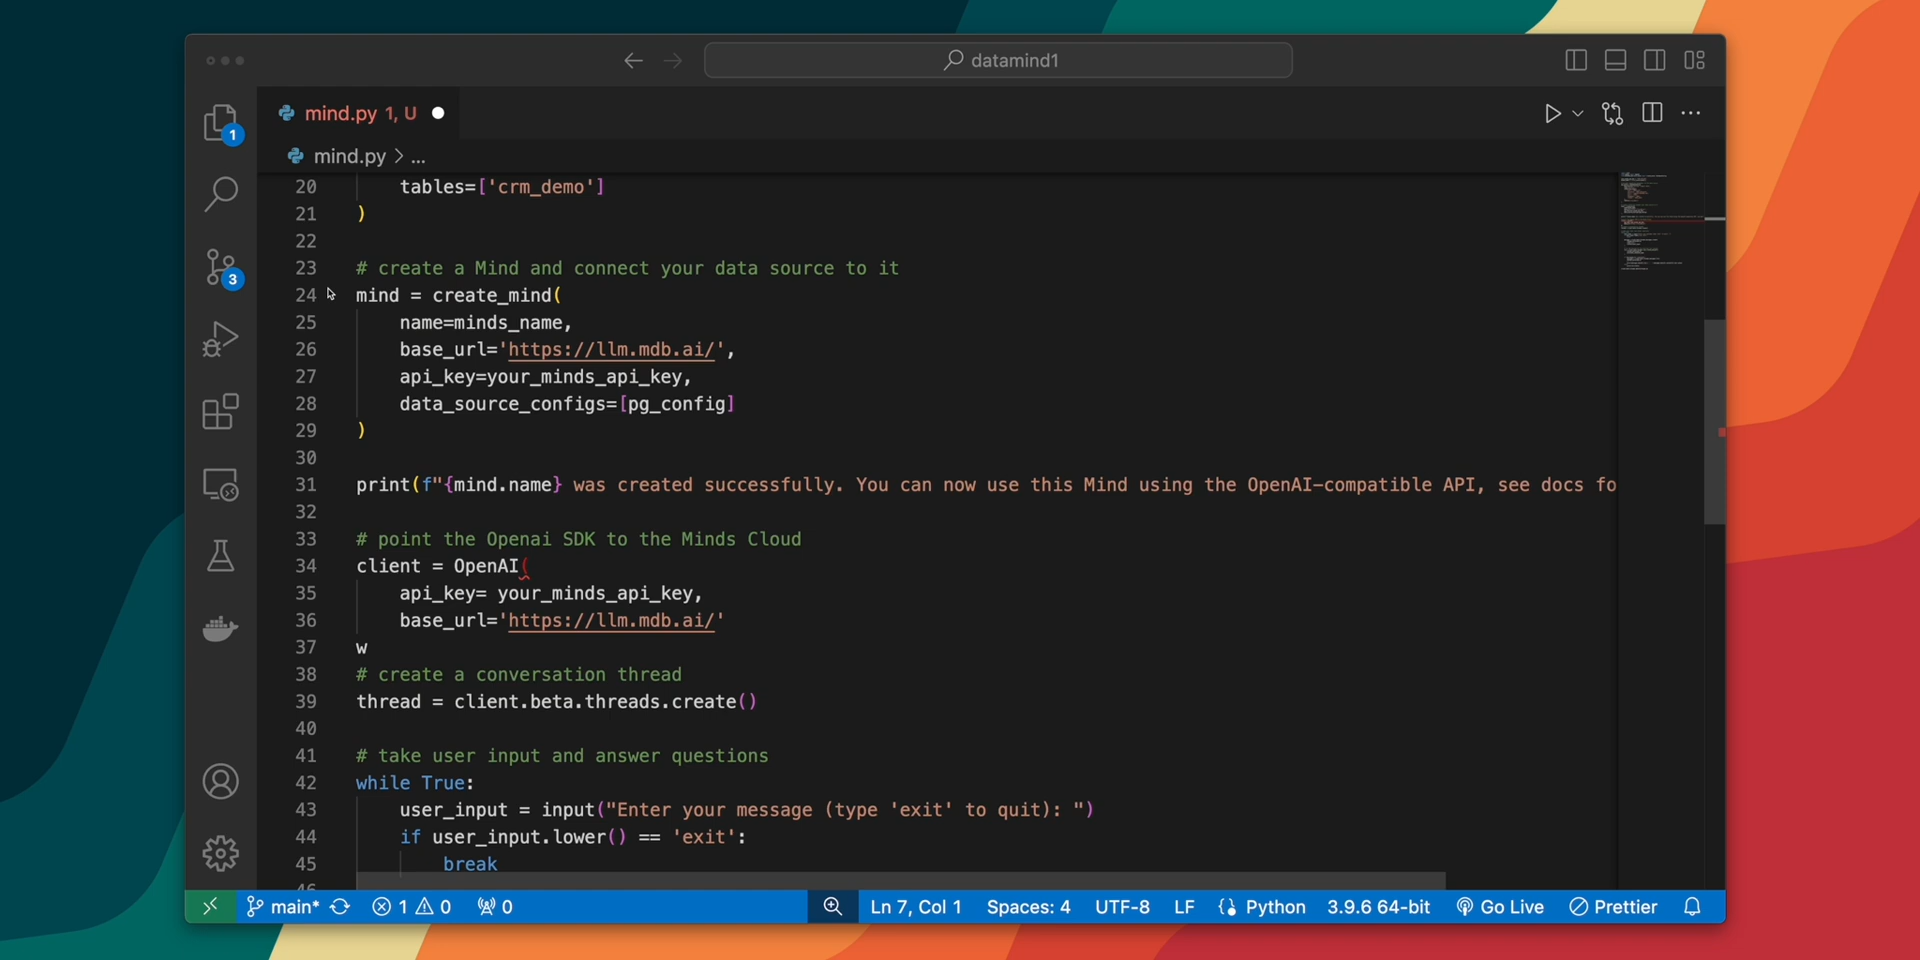 datamind1
mind.py 1, U
mind.py > ...
1
3
20 tables=['crm_demo']
21 )
22
23 # create a Mind and connect your data source to it
24 mind = create_mind(
25 name=minds_name,
26 base_url='https://llm.mdb.ai/',
27 api_key=your_minds_api_key,
28 data_source_configs=[pg_config]
29 )
30
31 print(f"{mind.name} was created successfully. You can now use this Mind using the OpenAI-compatible API, see docs fo
32
33 # point the Openai SDK to the Minds Cloud
34 client = OpenAI(
35 api_key= your_minds_api_key,
36 base_url='https://llm.mdb.ai/'
37 w
38 # create a conversation thread
39 thread = client.beta.threads.create()
40
41 # take user input and answer questions
42 while True:
43 user_input = input("Enter your message (type 'exit' to quit): ")
44 if user_input.lower() == 'exit':
45 break
46
main* 1 0 0 Ln 7, Col 1 Spaces: 4 UTF-8 LF Python 3.9.6 64-bit Go Live Prettier